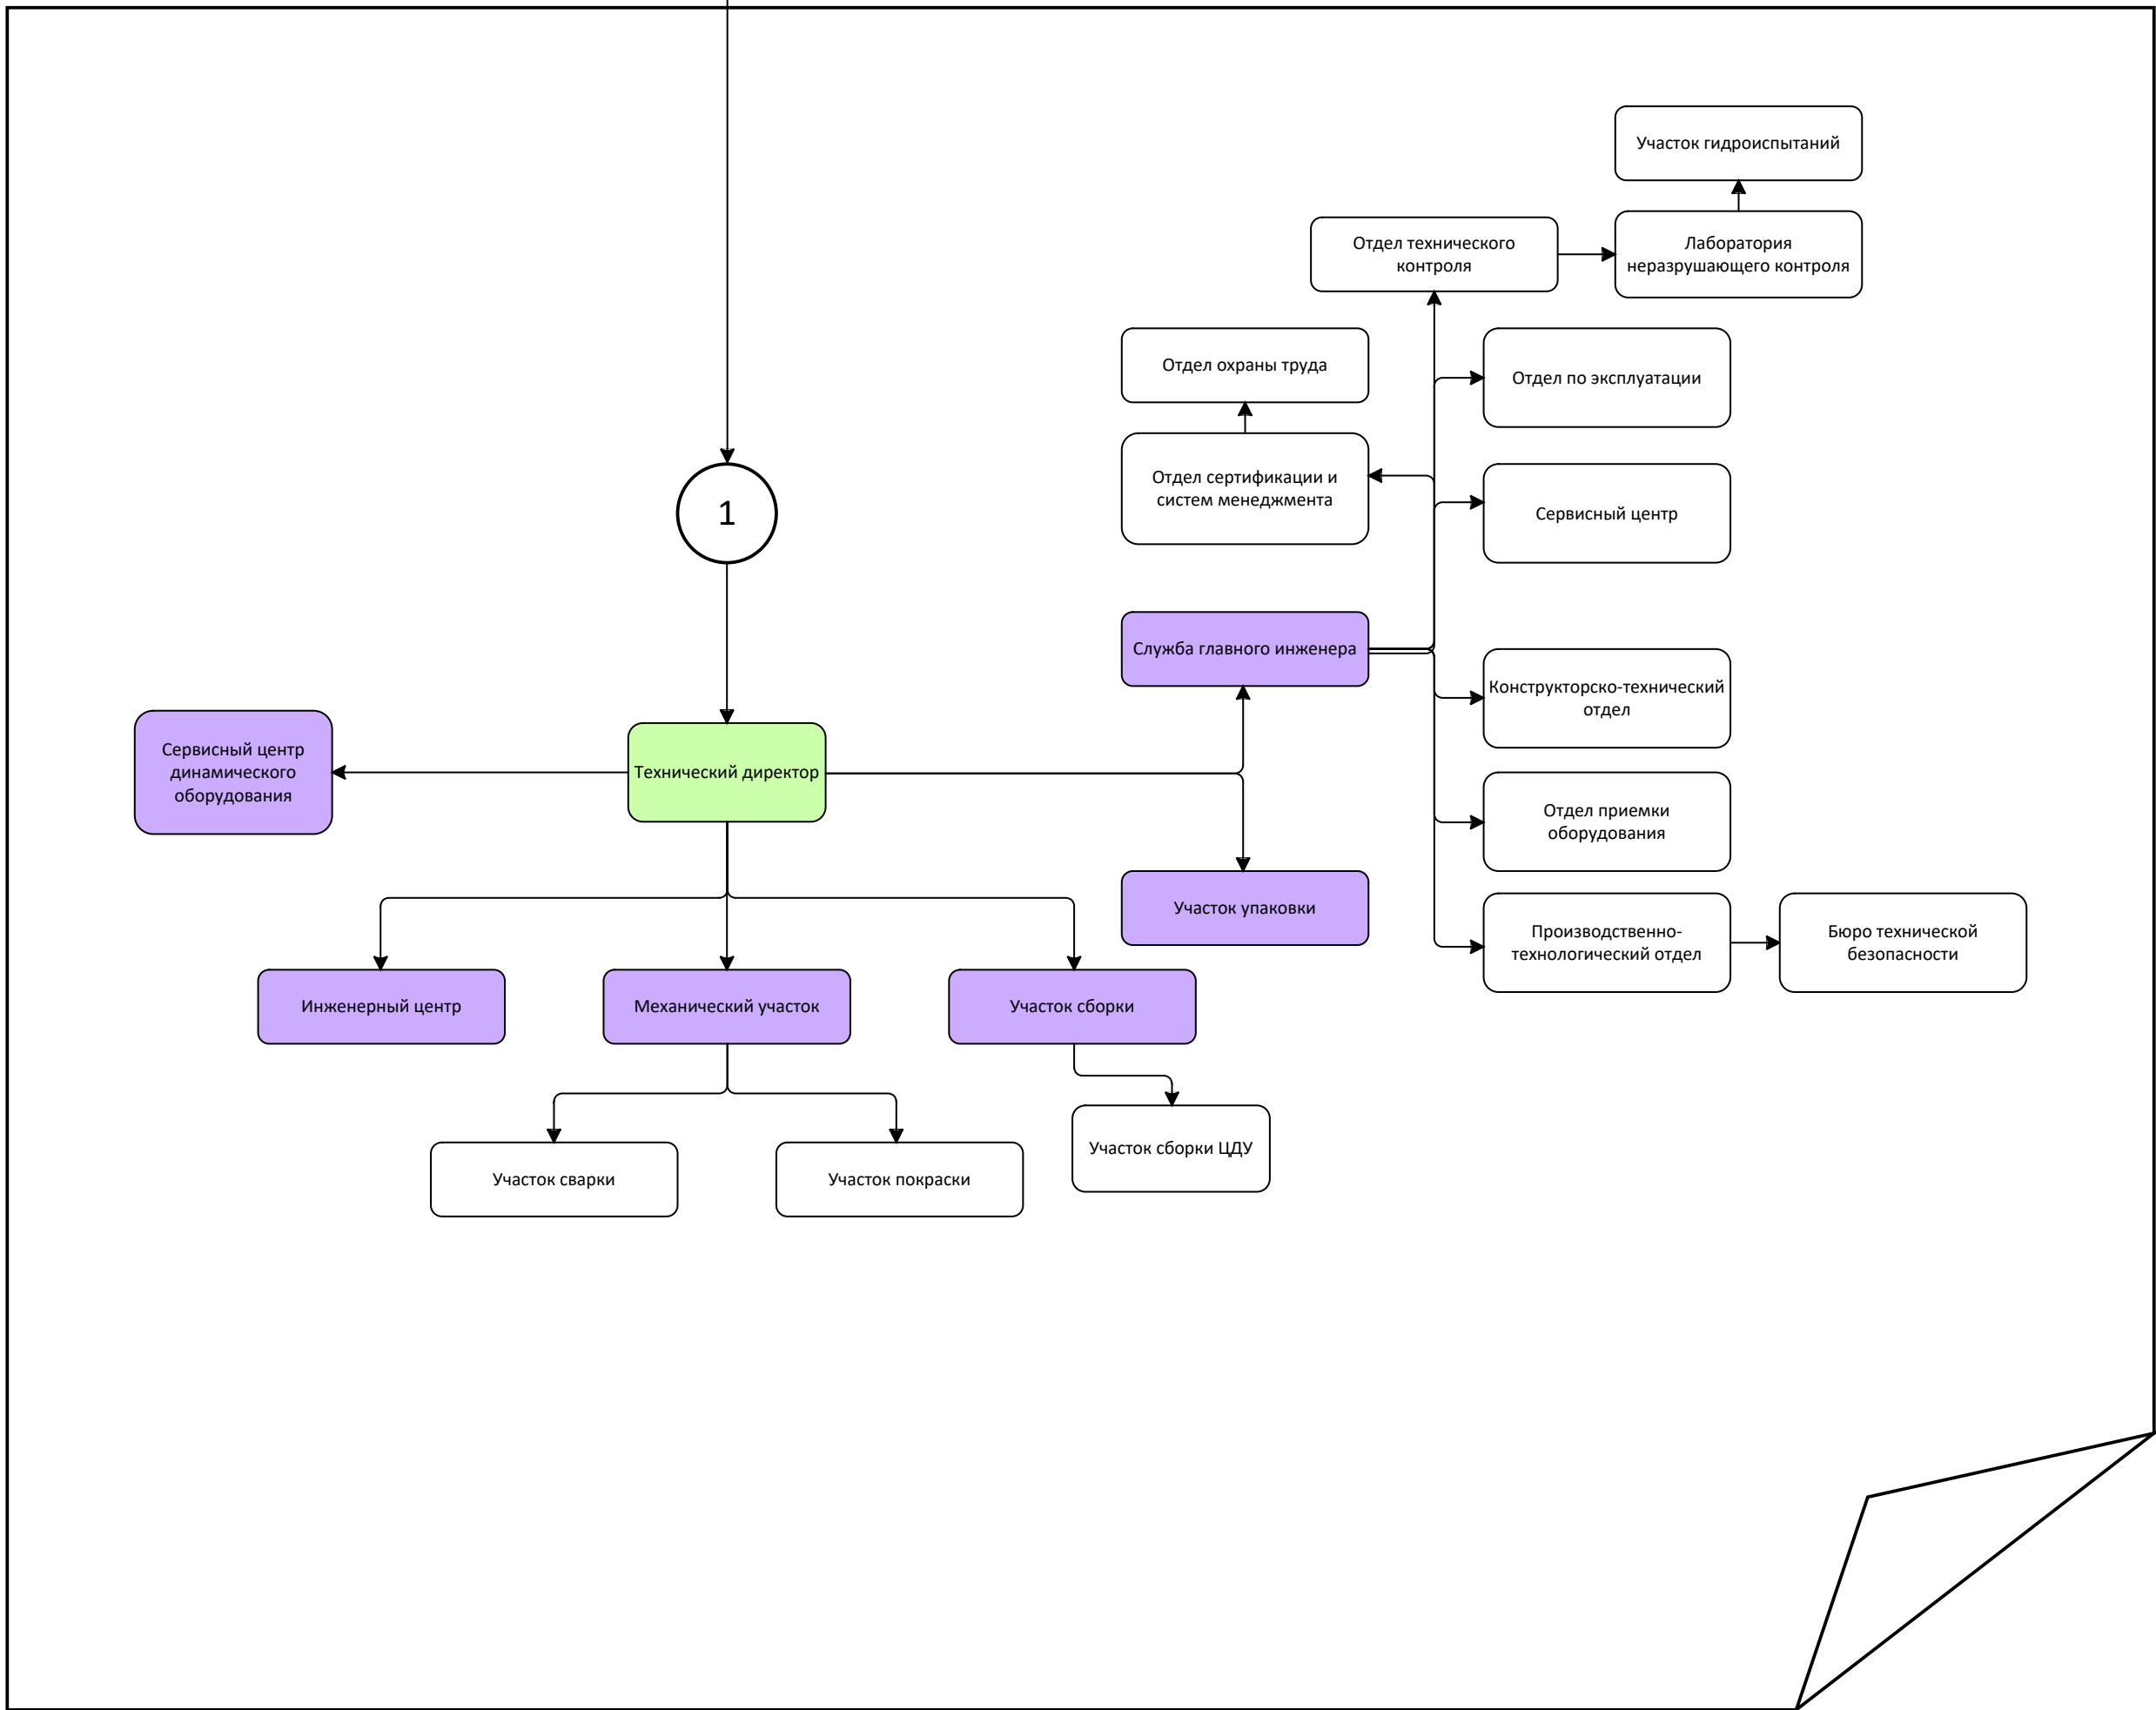 Участок гидроиспытаний
Отдел технического
контроля
Лаборатория
неразрушающего контроля
Отдел охраны труда
Отдел по эксплуатации
Отдел сертификации и
систем менеджмента
1
Сервисный центр
Служба главного инженера
Конструкторско-технический
отдел
Сервисный центр
динамического
оборудования
Технический директор
Отдел приемки
оборудования
Участок упаковки
Производственно-
технологический отдел
Бюро технической
безопасности
Инженерный центр
Механический участок
Участок сборки
Участок сборки ЦДУ
Участок сварки
Участок покраски